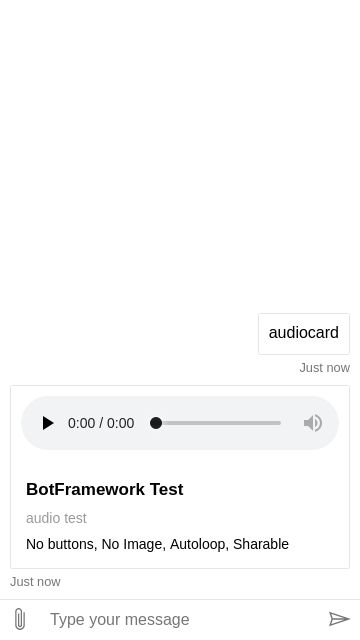 audiocard
Just now
0:00 / 0:00
BotFramework Test
audio test
No buttons, No Image, Autoloop, Sharable
Just now
Type your message